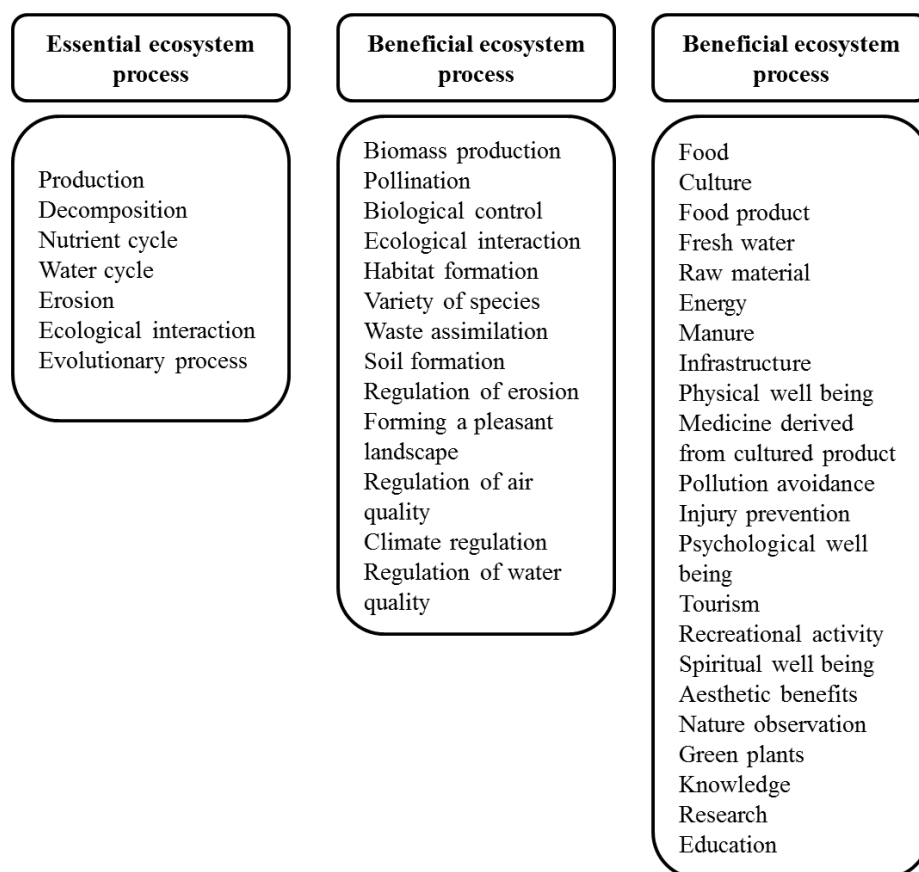 Essential ecosystem
process
Production
Decomposition
Nutrient cycle
Water cycle
Erosion
Ecological interaction
Evolutionary process
Beneficial ecosystem
process
Biomass production
Pollination
Biological control
Ecological interaction
Habitat formation
Variety of species
Waste assimilation
Soil formation
Regulation of erosion
Forming a pleasant
landscape
Regulation of air
quality
Climate regulation
Regulation of water
quality
Beneficial ecosystem
process
Food
Culture
Food product
Fresh water
Raw material
Energy
Manure
Infrastructure
Physical well being
Medicine derived
from cultured product
Pollution avoidance
Injury prevention
Psychological well
being
Tourism
Recreational activity
Spiritual well being
Aesthetic benefits
Nature observation
Green plants
Knowledge
Research
Education